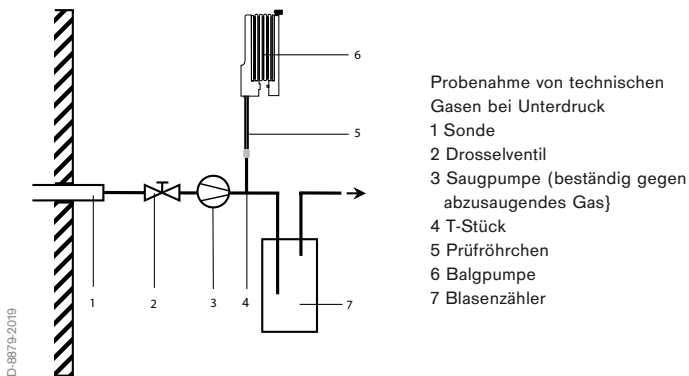 6
5
1
2
3
4
7
D-8879-2019
Probenahme von technischen
Gasen bei Unterdruck
1 Sonde
2 Drosselventil
3 Saugpumpe (beständig gegen
abzusaugendes Gas}
4 T-Stück
5 Prüfröhrchen
6 Balgpumpe
7 Blasenzähler